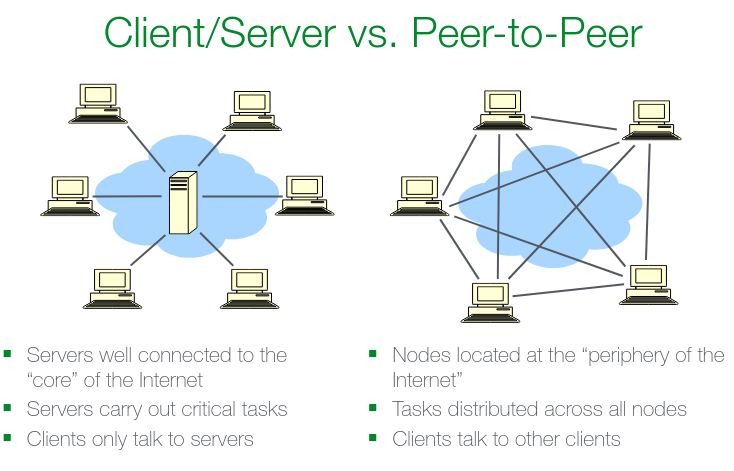 Client/Server vs. Peer-to-Peer
▪ Servers well connected to the
“core” of the Internet
▪ Servers carry out critical tasks
▪ Clients only talk to servers
▪ Nodes located at the “periphery of the
Internet”
▪ Tasks distributed across all nodes
▪ Clients talk to other clients